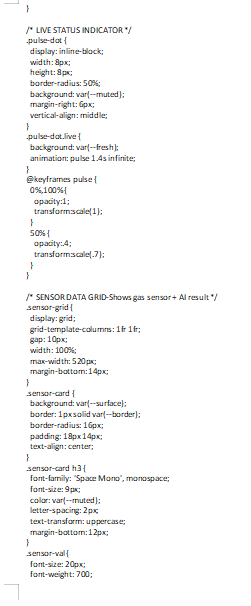 }
/* LIVE STATUS INDICATOR */
.pulse-dot {
display: inline-block;
width: 8px;
height: 8px;
border-radius: 50%;
background: var(--muted);
margin-right: 6px;
vertical-align: middle;
}
.pulse-dot.live {
background: var(--fresh);
animation: pulse 1.4s infinite;
}
@keyframes pulse {
0%,100%{
opacity:1;
transform:scale(1);
}
50% {
opacity:.4;
transform:scale(.7);
}
}
/* SENSOR DATA GRID-Shows gas sensor + AI result */
.sensor-grid {
display: grid;
grid-template-columns: 1fr 1fr;
gap: 10px;
width: 100%;
max-width: 520px;
margin-bottom: 14px;
}
.sensor-card {
background: var(--surface);
border: 1px solid var(--border);
border-radius: 16px;
padding: 18px 14px;
text-align: center;
}
.sensor-card h3 {
font-family: 'Space Mono', monospace;
font-size: 9px;
color: var(--muted);
letter-spacing: 2px;
text-transform: uppercase;
margin-bottom: 12px;
}
.sensor-val {
font-size: 20px;
font-weight: 700;